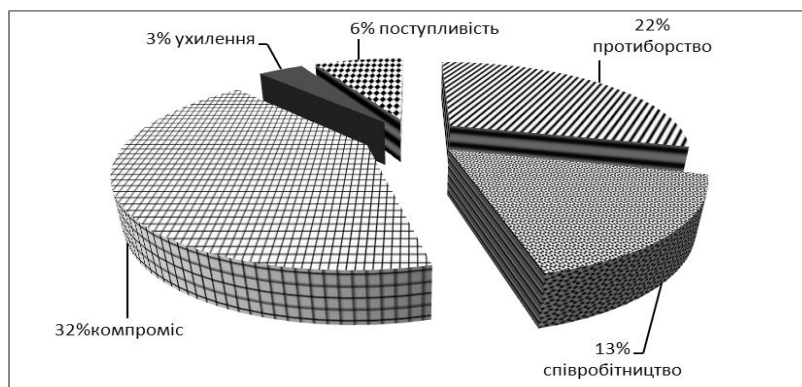 6% поступливість
3% ухилення
22%
протиборство
32%компроміс
13%
співробітництво